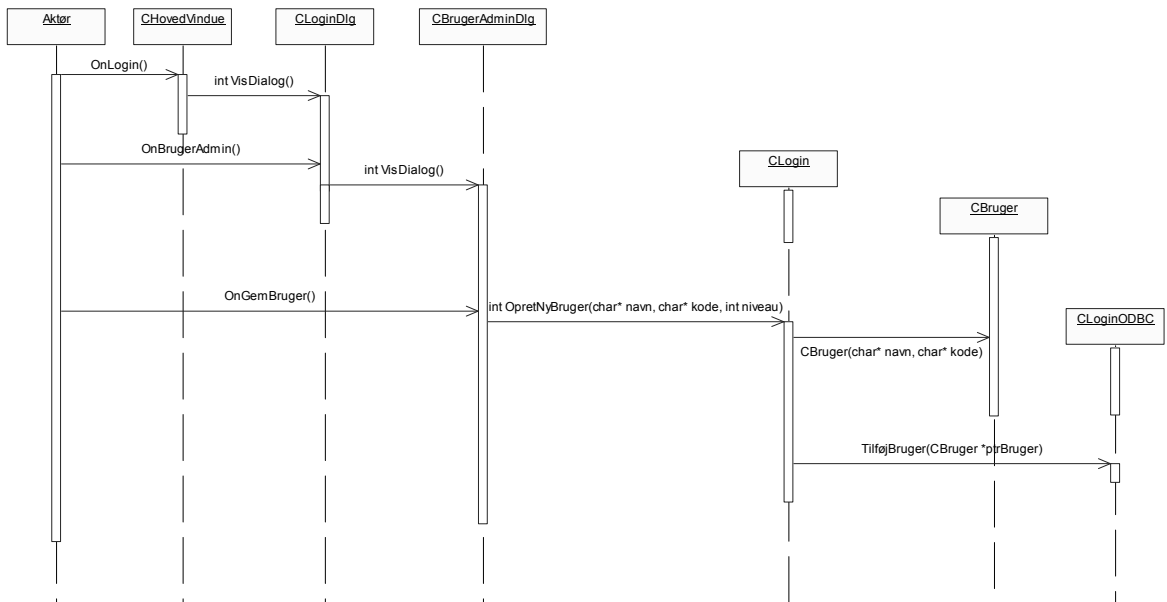 Aktør
CHovedVindue
CLoginDlg
CBrugerAdminDlg
OnLogin()
int VisDialog()
OnBrugerAdmin()
int VisDialog()
CLogin
CBruger
OnGemBruger()
int OpretNyBruger(char* navn, char* kode, int niveau)
CLoginODBC
CBruger(char* navn, char* kode)
TilføjBruger(CBruger *ptrBruger)